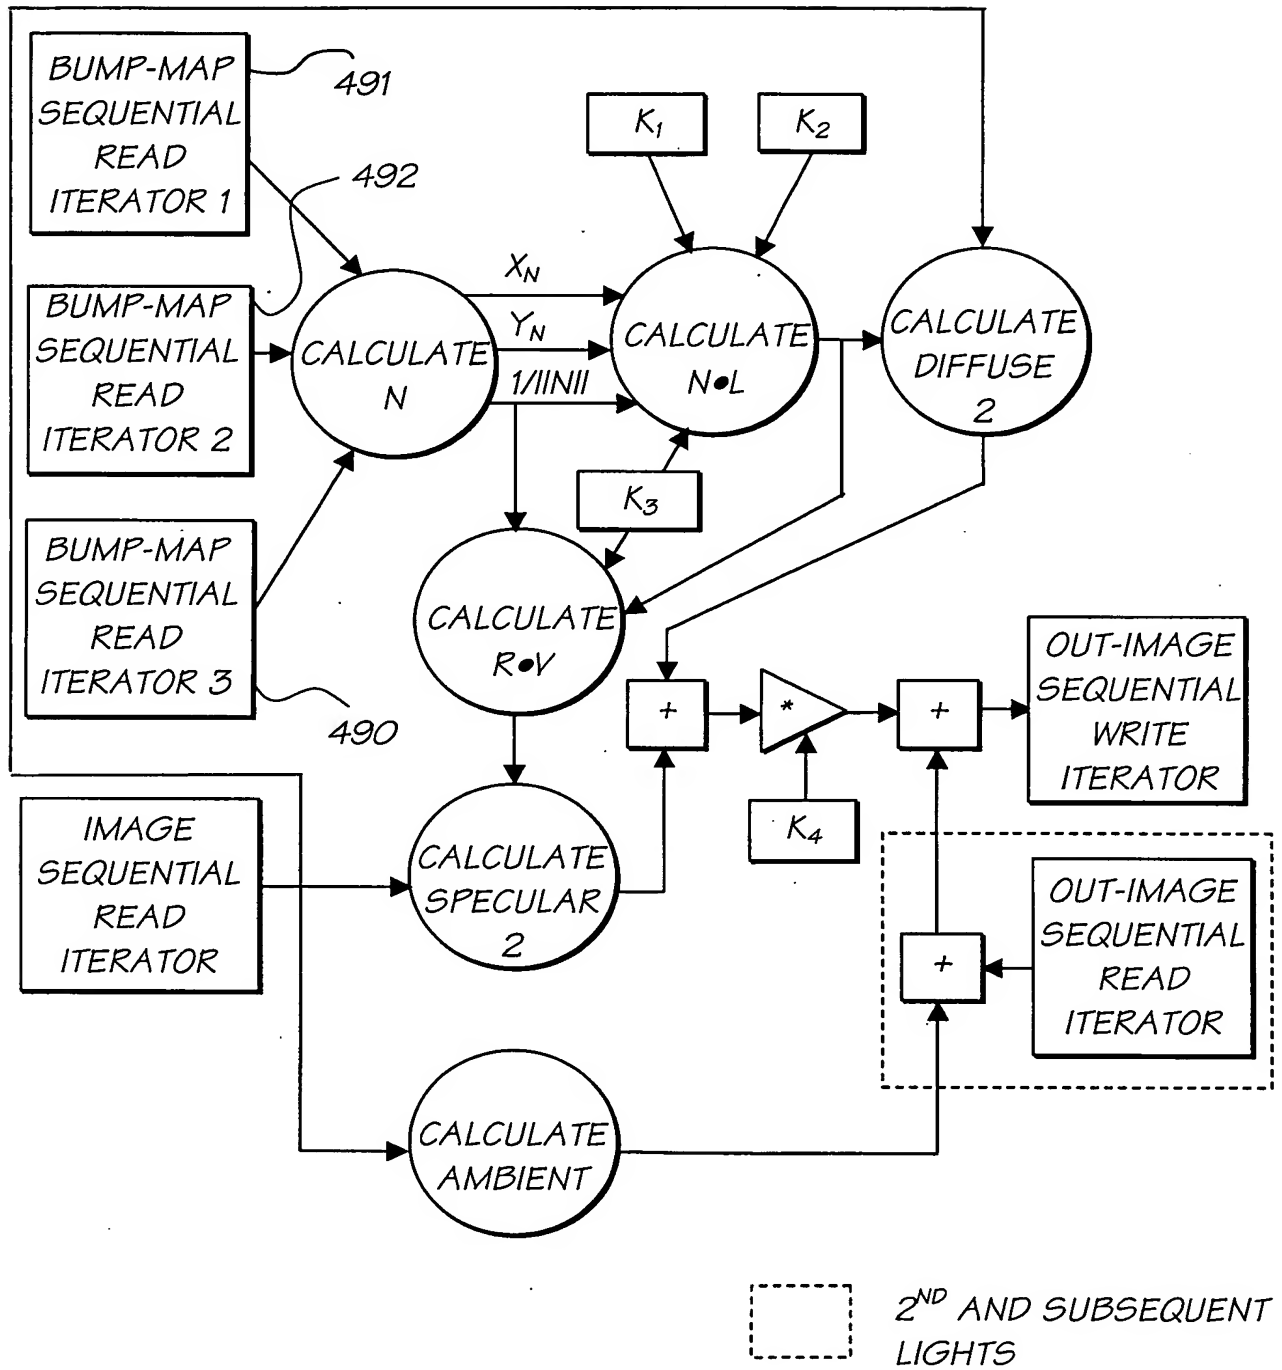 BUMP-MAP
SEQUENTIAL
READ
ITERATOR 1
491
K1
K2
492
BUMP-MAP
SEQUENTIAL
READ
ITERATOR 2
CALCULATE
N
XN
YN
1/IINII
CALCULATE
N•L
CALCULATE
DIFFUSE
2
K3
BUMP-MAP
SEQUENTIAL
READ
ITERATOR 3
490
CALCULATE
R•V
+
*
+
OUT-IMAGE
SEQUENTIAL
WRITE
ITERATOR
K4
IMAGE
SEQUENTIAL
READ
ITERATOR
CALCULATE
SPECULAR
2
+
OUT-IMAGE
SEQUENTIAL
READ
ITERATOR
CALCULATE
AMBIENT
2ND AND SUBSEQUENT
LIGHTS